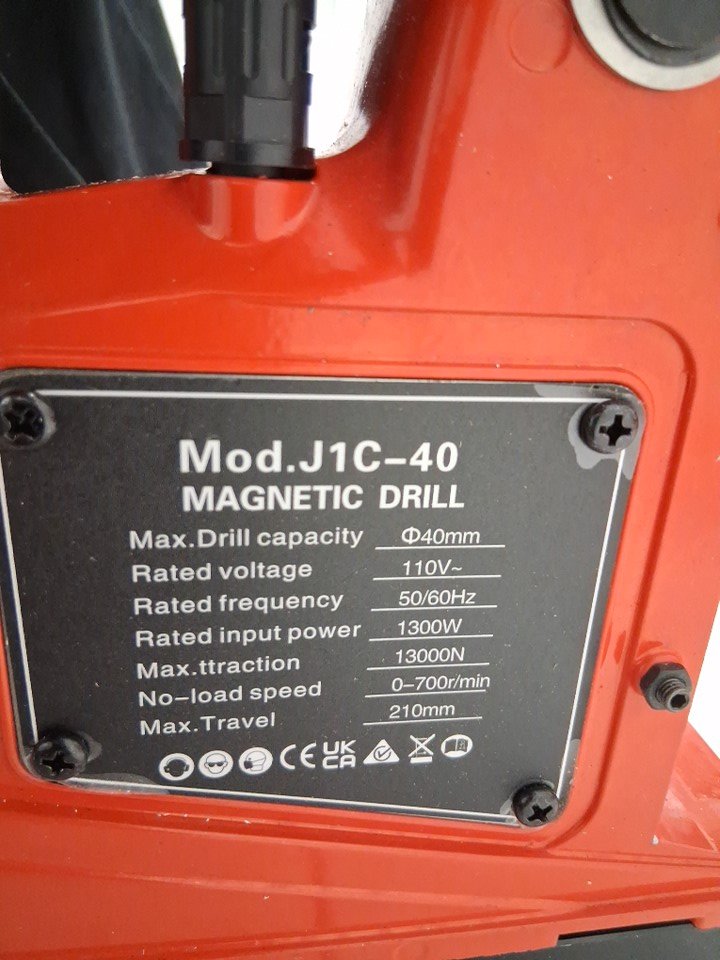 Mod.J1C-40
MAGNETIC DRILL
Max.Drill capacity Φ40mm
Rated voltage 110V~
Rated frequency 50/60Hz
Rated input power 1300W
Max.ttraction 13000N
No-load speed 0-700r/min
Max.Travel 210mm
CE UK CA